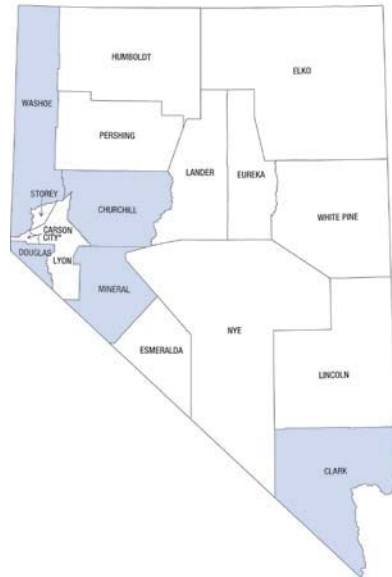 HUMBOLDT
ELKO
WASHOE
PERSHING
LANDER
EUREKA
STOREY
CHURCHILL
WHITE PINE
CARSON
CITY*
DOUGLAS
LYON
MINERAL
NYE
ESMERALDA
LINCOLN
CLARK